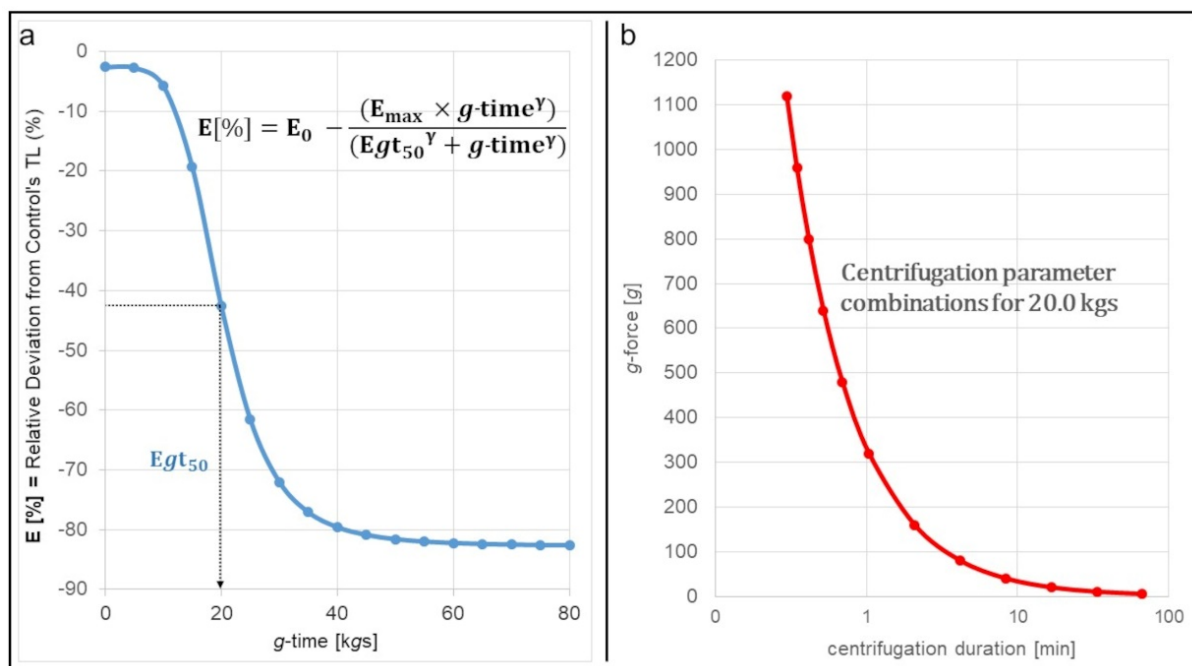 a
E [%] = Relative Deviation from Control's TL (%)
0
-10
-20
-30
-40
-50
-60
-70
-80
-90
E[%] = E₀ − (Eₘₐₓ × g-timeᵞ)
(Egt₅₀ᵞ + g-timeᵞ)
Egt₅₀
0 20 40 60 80
g-time [kgs]
b
g-force [g]
1200
1100
1000
900
800
700
600
500
400
300
200
100
0
Centrifugation parameter
combinations for 20.0 kgs
0 1 10 100
centrifugation duration [min]